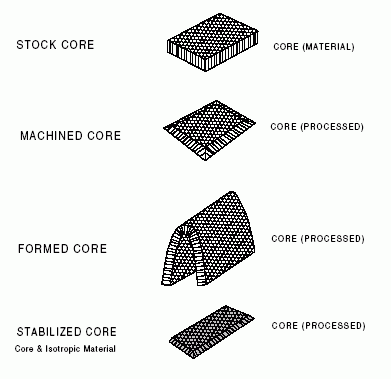 STOCK CORE
CORE (MATERIAL)
MACHINED CORE
CORE (PROCESSED)
FORMED CORE
CORE (PROCESSED)
STABILIZED CORE
Core & Isotropic Material
CORE (PROCESSED)